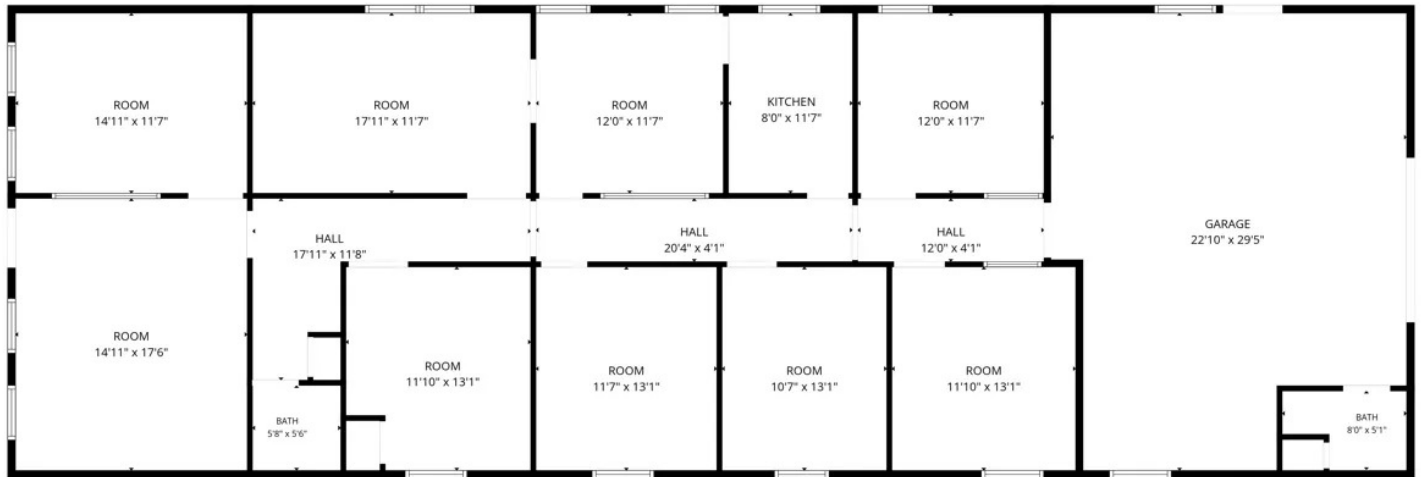 ROOM
14'11" x 11'7"
ROOM
17'11" x 11'7"
ROOM
12'0" x 11'7"
KITCHEN
8'0" x 11'7"
ROOM
12'0" x 11'7"
GARAGE
22'10" x 29'5"
HALL
17'11" x 11'8"
HALL
20'4" x 4'1"
HALL
12'0" x 4'1"
ROOM
14'11" x 17'6"
ROOM
11'10" x 13'1"
ROOM
11'7" x 13'1"
ROOM
10'7" x 13'1"
ROOM
11'10" x 13'1"
BATH
5'8" x 5'6"
BATH
8'0" x 5'1"